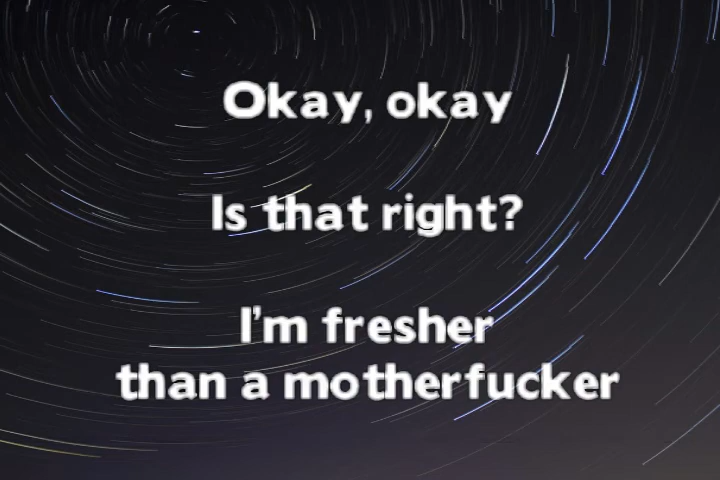 Okay, okay
Is that right?
I'm fresher
than a motherfucker